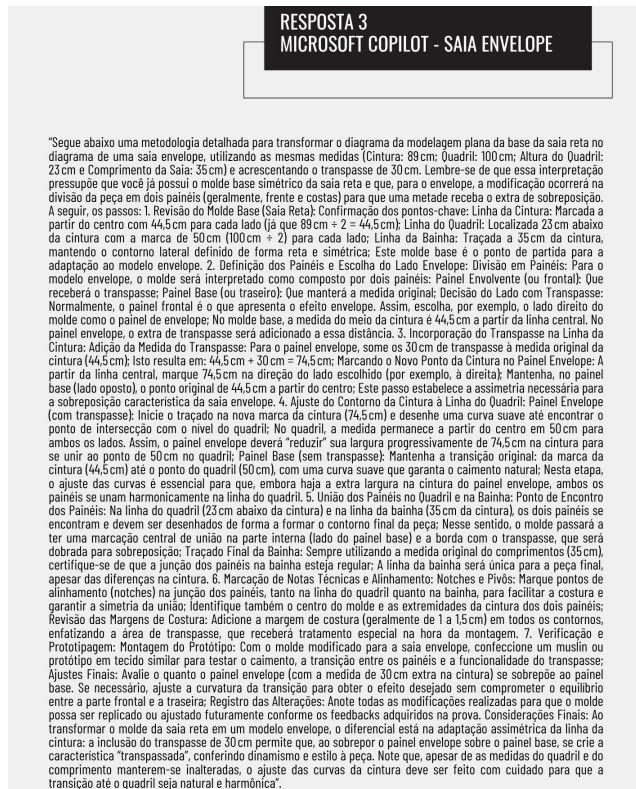 RESPOSTA 3
MICROSOFT COPILOT - SAIA ENVELOPE
“Segue abaixo uma metodologia detalhada para transformar o diagrama da modelagem plana da base da saia reta no
diagrama de uma saia envelope, utilizando as mesmas medidas (Cintura: 89 cm; Quadril: 100 cm; Altura do Quadril:
23 cm e Comprimento da Saia: 35 cm) e acrescentando o transpasse de 30 cm. Lembre-se de que essa interpretação
pressupõe que você já possui o molde base simétrico da saia reta e que, para o envelope, a modificação ocorrerá na
divisão da peça em dois painéis (geralmente, frente e costas) para que uma metade receba o extra de sobreposição.
A seguir, os passos: 1. Revisão do Molde Base (Saia Reta): Confirmação dos pontos-chave: Linha da Cintura: Marcada a
partir do centro com 44,5 cm para cada lado (já que 89 cm ÷ 2 = 44,5 cm); Linha do Quadril: Localizada 23 cm abaixo
da cintura com a marca de 50 cm (100 cm ÷ 2) para cada lado; Linha da Bainha: Traçada a 35 cm da cintura,
mantendo o contorno lateral definido de forma reta e simétrica; Este molde base é o ponto de partida para a
adaptação ao modelo envelope. 2. Definição dos Painéis e Escolha do Lado Envelope: Divisão em Painéis: Para o
modelo envelope, o molde será interpretado como composto por dois painéis: Painel Envolvente (ou frontal): Que
receberá o transpasse; Painel Base (ou traseiro): Que manterá a medida original; Decisão do Lado com Transpasse:
Normalmente, o painel frontal é o que apresenta o efeito envelope. Assim, escolha, por exemplo, o lado direito do
molde como o painel de envelope; No molde base, a medida do meio da cintura é 44,5 cm a partir da linha central. No
painel envelope, o extra de transpasse será adicionado a essa distância. 3. Incorporação do Transpasse na Linha da
Cintura: Adição da Medida do Transpasse: Para o painel envelope, some os 30 cm de transpasse à medida original da
cintura (44,5 cm); Isto resulta em: 44,5 cm + 30 cm = 74,5 cm; Marcando o Novo Ponto da Cintura no Painel Envelope: A
partir da linha central, marque 74,5 cm na direção do lado escolhido (por exemplo, à direita); Mantenha, no painel
base (lado oposto), o ponto original de 44,5 cm a partir do centro; Este passo estabelece a assimetria necessária para
a sobreposição característica da saia envelope. 4. Ajuste do Contorno da Cintura à Linha do Quadril: Painel Envelope
(com transpasse): Inicie o traçado na nova marca da cintura (74,5 cm) e desenhe uma curva suave até encontrar o
ponto de intersecção com o nível do quadril; No quadril, a medida permanece a partir do centro em 50 cm para
ambos os lados. Assim, o painel envelope deverá “reduzir” sua largura progressivamente de 74,5 cm na cintura para
se unir ao ponto de 50 cm no quadril; Painel Base (sem transpasse): Mantenha a transição original: da marca da
cintura (44,5 cm) até o ponto do quadril (50 cm), com uma curva suave que garanta o caimento natural; Nesta etapa,
o ajuste das curvas é essencial para que, embora haja a extra largura na cintura do painel envelope, ambos os
painéis se unam harmonicamente na linha do quadril. 5. União dos Painéis no Quadril e na Bainha: Ponto de Encontro
dos Painéis: Na linha do quadril (23 cm abaixo da cintura) e na linha da bainha (35 cm da cintura), os dois painéis se
encontram e devem ser desenhados de forma a formar o contorno final da peça; Nesse sentido, o molde passará a
ter uma marcação central de união na parte interna (lado do painel base) e a borda com o transpasse, que será
dobrada para sobreposição; Traçado Final da Bainha: Sempre utilizando a medida original do comprimentos (35 cm),
certifique-se de que a junção dos painéis na bainha esteja regular; A linha da bainha será única para a peça final,
apesar das diferenças na cintura. 6. Marcação de Notas Técnicas e Alinhamento: Notches e Pivôs: Marque pontos de
alinhamento (notches) na junção dos painéis, tanto na linha do quadril quanto na bainha, para facilitar a costura e
garantir a simetria da união; Identifique também o centro do molde e as extremidades da cintura dos dois painéis;
Revisão das Margens de Costura: Adicione a margem de costura (geralmente de 1 a 1,5 cm) em todos os contornos,
enfatizando a área de transpasse, que receberá tratamento especial na hora da montagem. 7. Verificação e
Prototipagem: Montagem do Protótipo: Com o molde modificado para a saia envelope, confeccione um muslin ou
protótipo em tecido similar para testar o caimento, a transição entre os painéis e a funcionalidade do transpasse;
Ajustes Finais: Avalie o quanto o painel envelope (com a medida de 30 cm extra na cintura) se sobrepõe ao painel
base. Se necessário, ajuste a curvatura da transição para obter o efeito desejado sem comprometer o equilíbrio
entre a parte frontal e a traseira; Registro das Alterações: Anote todas as modificações realizadas para que o molde
possa ser replicado ou ajustado futuramente conforme os feedbacks adquiridos na prova. Considerações Finais: Ao
transformar o molde da saia reta em um modelo envelope, o diferencial está na adaptação assimétrica da linha da
cintura: a inclusão do transpasse de 30 cm permite que, ao sobrepor o painel envelope sobre o painel base, se crie a
característica “transpassada”, conferindo dinamismo e estilo à peça. Note que, apesar de as medidas do quadril e do
comprimento manterem-se inalteradas, o ajuste das curvas da cintura deve ser feito com cuidado para que a
transição até o quadril seja natural e harmônica”.